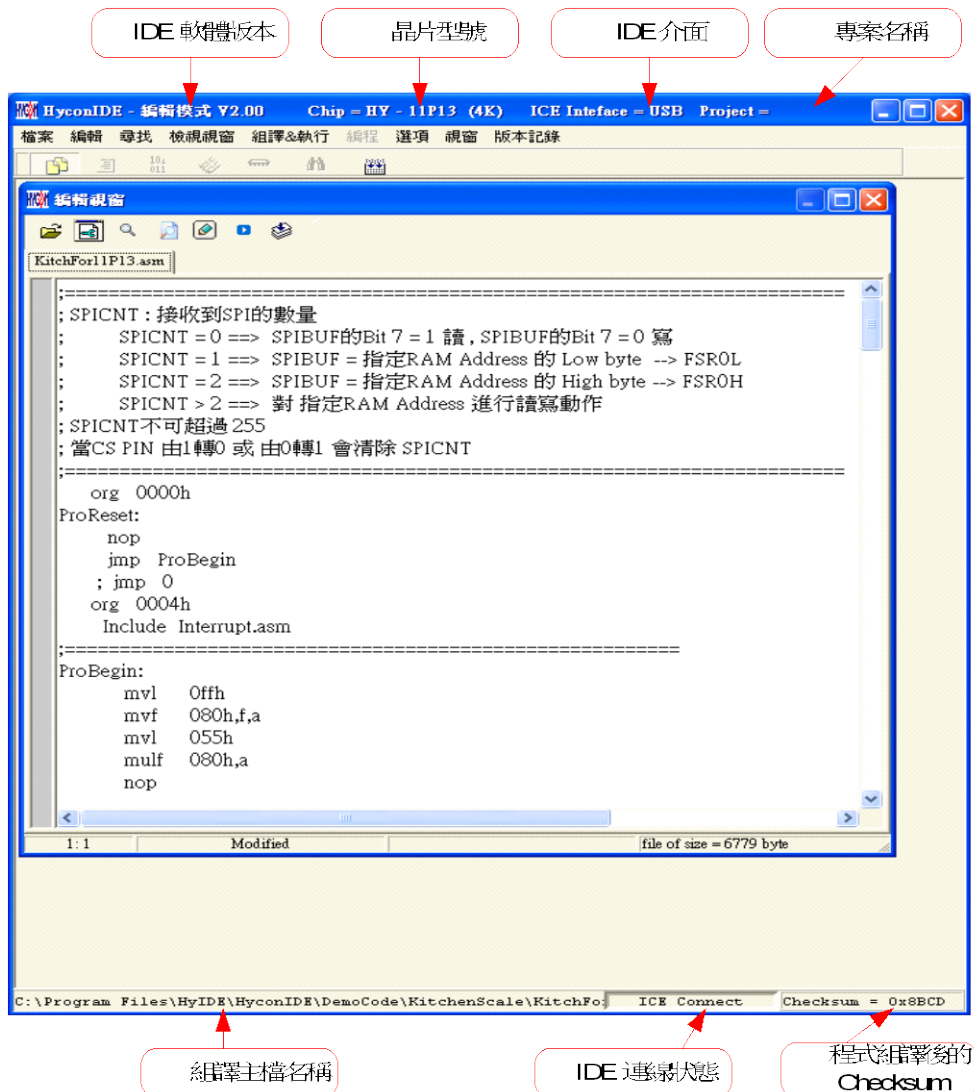 IDE 軟體版本
晶片型號
IDE 介面
專案名稱
HyconIDE - 編輯模式 V2.00 Chip = HY - 11P13 (4K) ICE Inteface = USB Project =
檔案 編輯 尋找 檢視視窗 組譯&執行 編程 選項 視窗 版本記錄
編輯視窗
KitchFor11P13.asm
;=========================================================================
; SPICNT : 接收到SPI的數量
; SPICNT = 0 ==> SPIBUF的Bit 7 = 1 讀 , SPIBUF的Bit 7 = 0 寫
; SPICNT = 1 ==> SPIBUF = 指定RAM Address 的 Low byte --> FSR0L
; SPICNT = 2 ==> SPIBUF = 指定RAM Address 的 High byte --> FSR0H
; SPICNT > 2 ==> 對 指定RAM Address 進行讀寫動作
; SPICNT不可超過 255
; 當CS PIN 由1轉0 或 由0轉1 會清除 SPICNT
;=========================================================================
org 0000h
ProReset:
nop
jmp ProBegin
; jmp 0
org 0004h
Include Interrupt.asm
;=========================================================
ProBegin:
mvl 0ffh
mvf 080h,f,a
mvl 055h
mulf 080h,a
nop
1: 1 Modified file of size = 6779 byte
C:\Program Files\HyIDE\HyconIDE\DemoCode\KitchenScale\KitchFo ICE Connect Checksum = 0x8BCD
組譯主檔名稱
IDE 連線狀態
程式組譯後的
Checksum